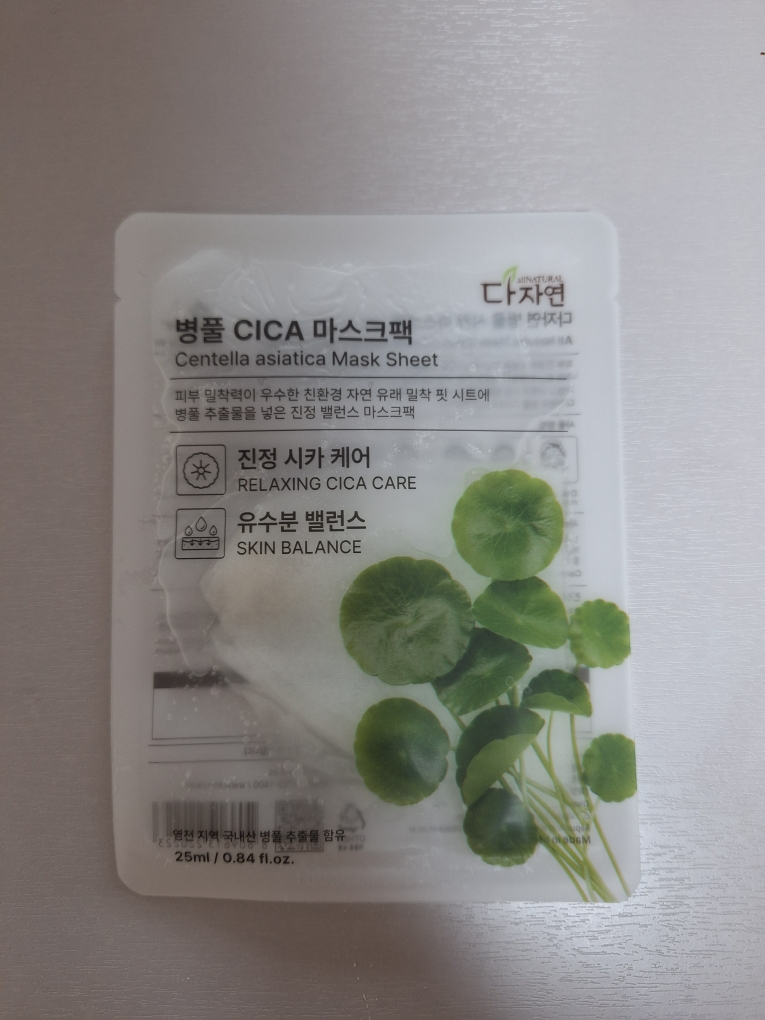 allNATURAL
다자연
병풀 CICA 마스크팩
Centella asiatica Mask Sheet
피부 밀착력이 우수한 친환경 자연 유래 밀착 핏 시트에
병풀 추출물을 넣은 진정 밸런스 마스크팩
진정 시카 케어
RELAXING CICA CARE
유수분 밸런스
SKIN BALANCE
지역 국내산 병풀 추출물 함유
25ml / 0.84 fl.oz.